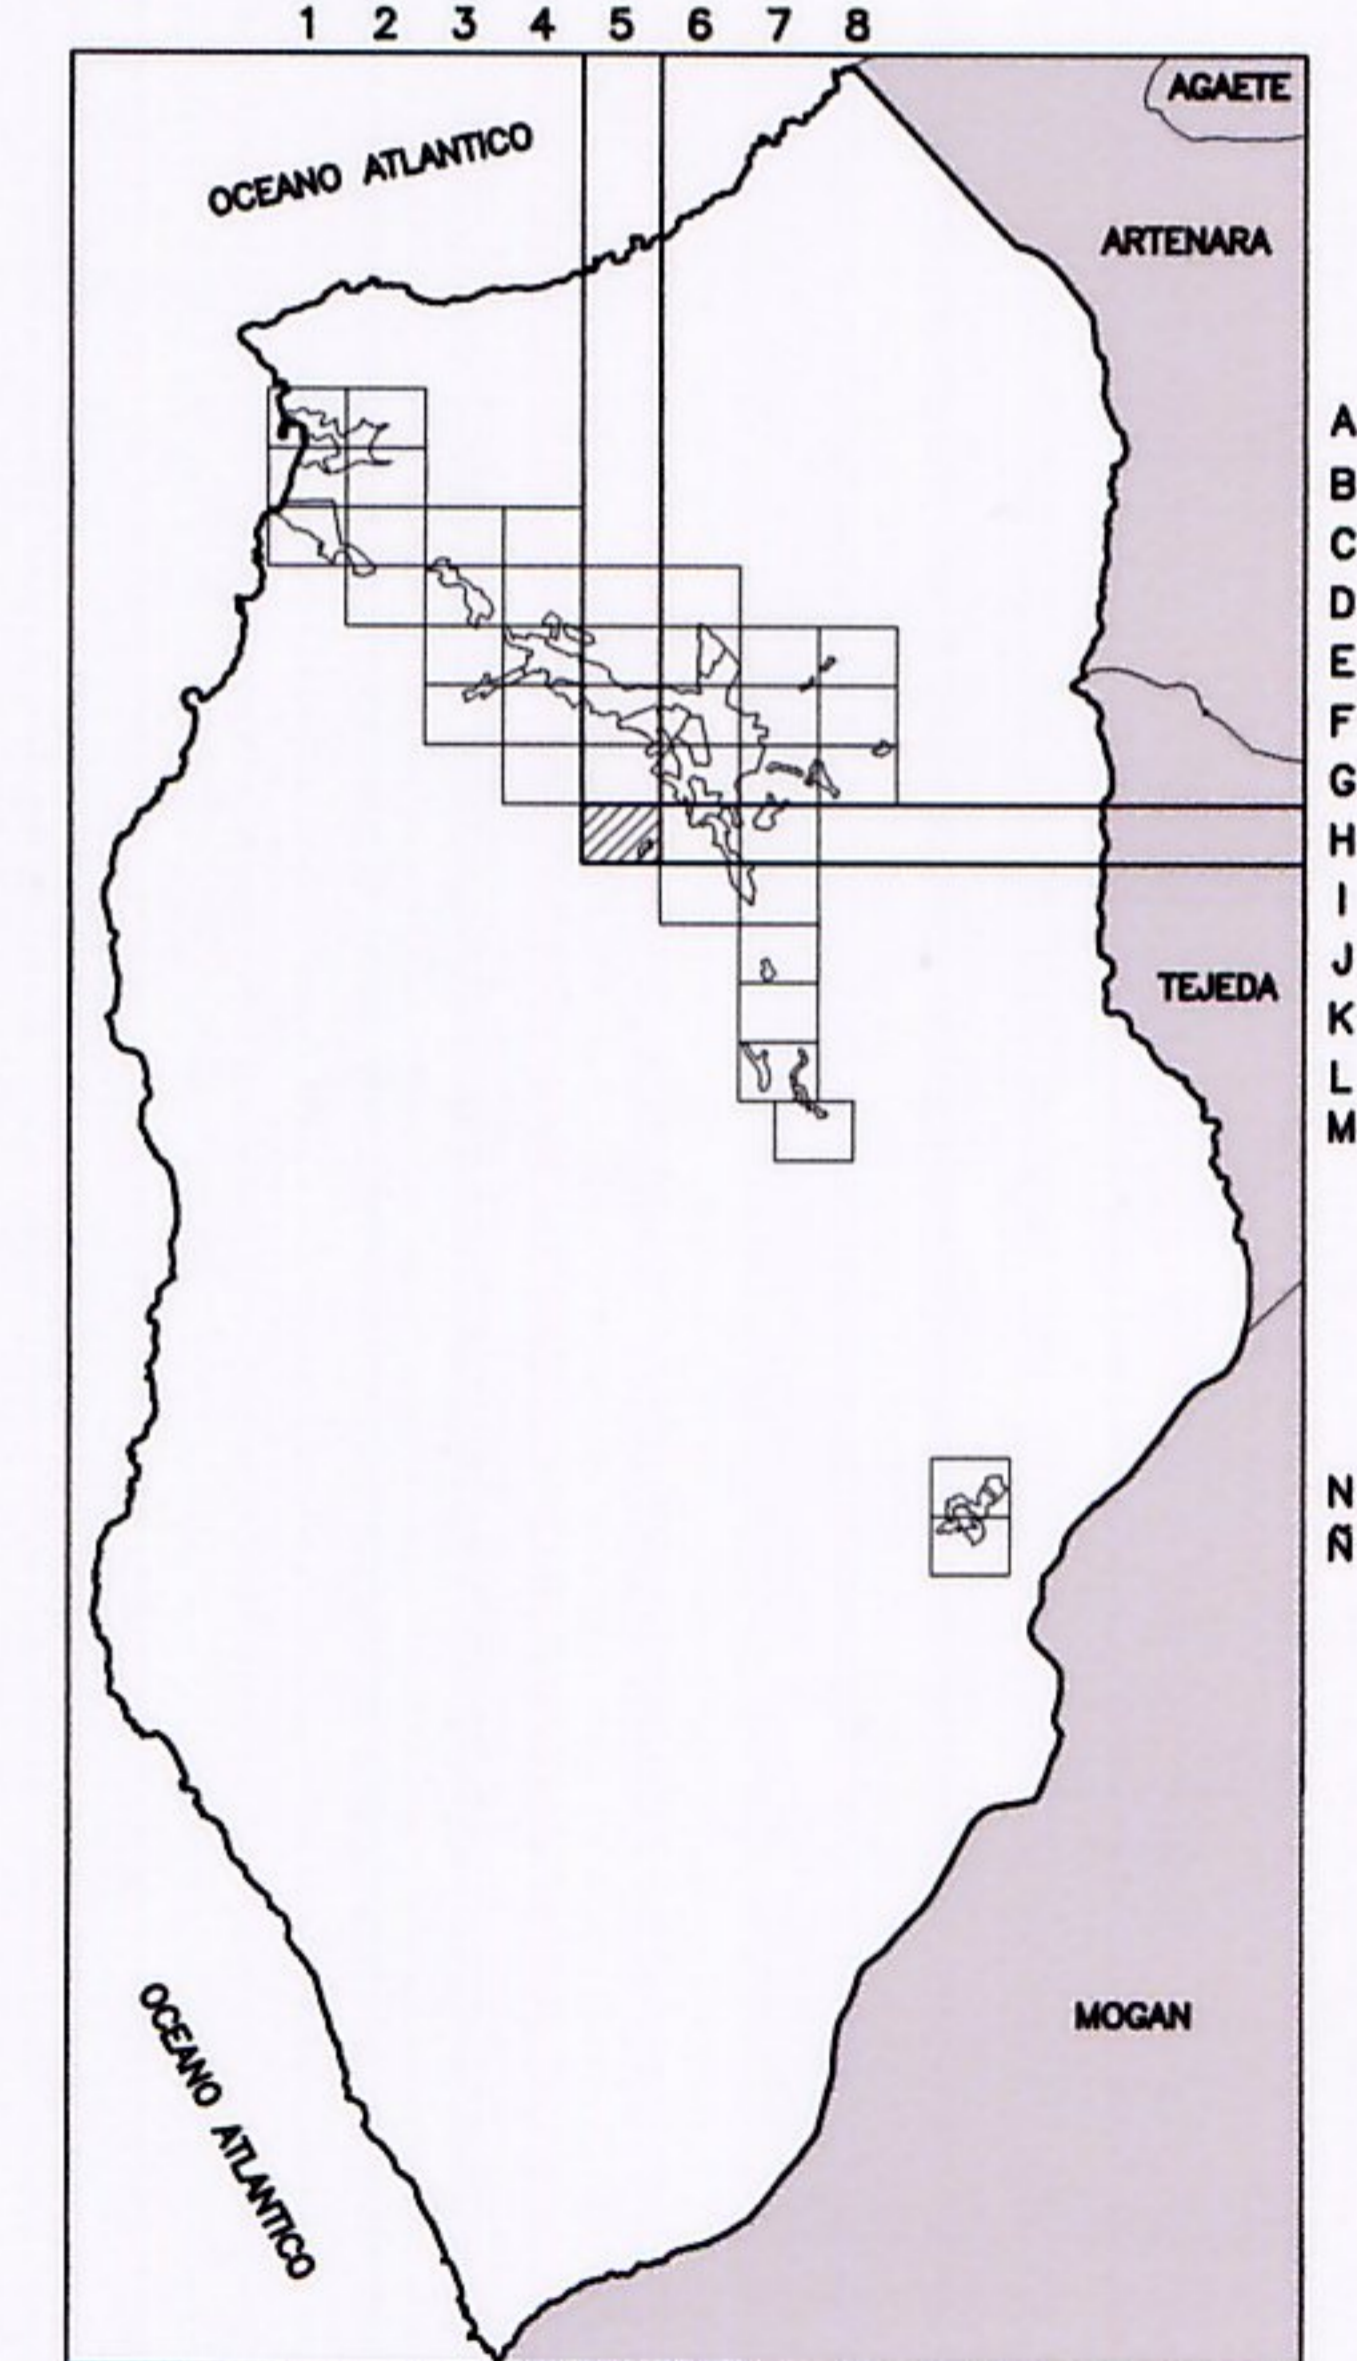 1 2 3 4 5 6 7 8
AGAETE
OCEANO ATLANTICO
ARTENARA
A
B
C
D
E
F
G
H
I
J
TEJEDA
K
L
M
N
Ñ
MOGAN
OCEANO ATLANTICO